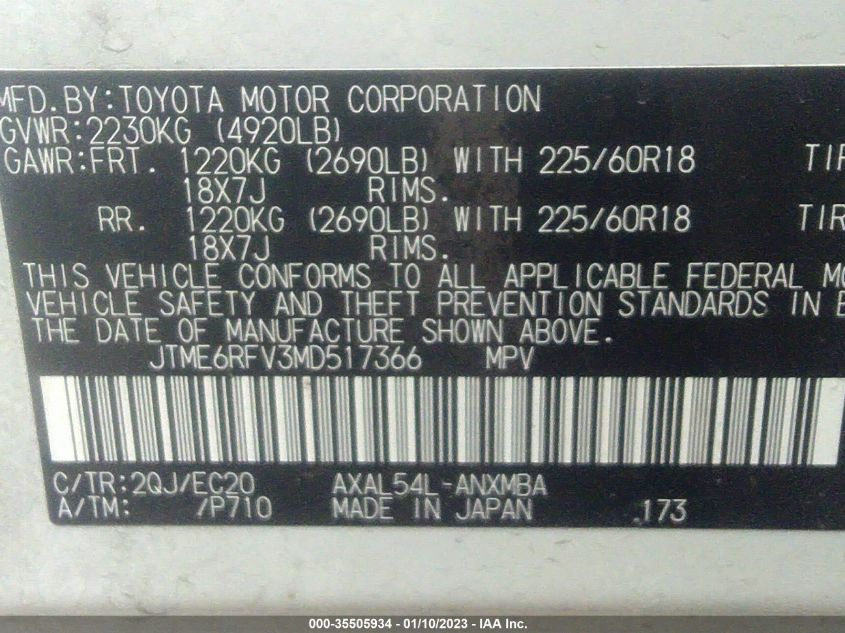 MFD.BY:TOYOTA MOTOR CORPORATION
GVWR:2230KG (4920LB)
GAWR:FRT. 1220KG (2690LB) WITH 225/60R18 TIR
18X7J RIMS.
RR. 1220KG (2690LB) WITH 225/60R18 TIR
18X7J RIMS.
THIS VEHICLE CONFORMS TO ALL APPLICABLE FEDERAL MO
VEHICLE SAFETY AND THEFT PREVENTION STANDARDS IN E
THE DATE OF MANUFACTURE SHOWN ABOVE.
JTME6RFV3MD517366 MPV
C/TR:2QJ/EC20 AXAL54L-ANXMBA
A/TM: /P710 MADE IN JAPAN 173
000-35505934 - 01/10/2023 - IAA Inc.